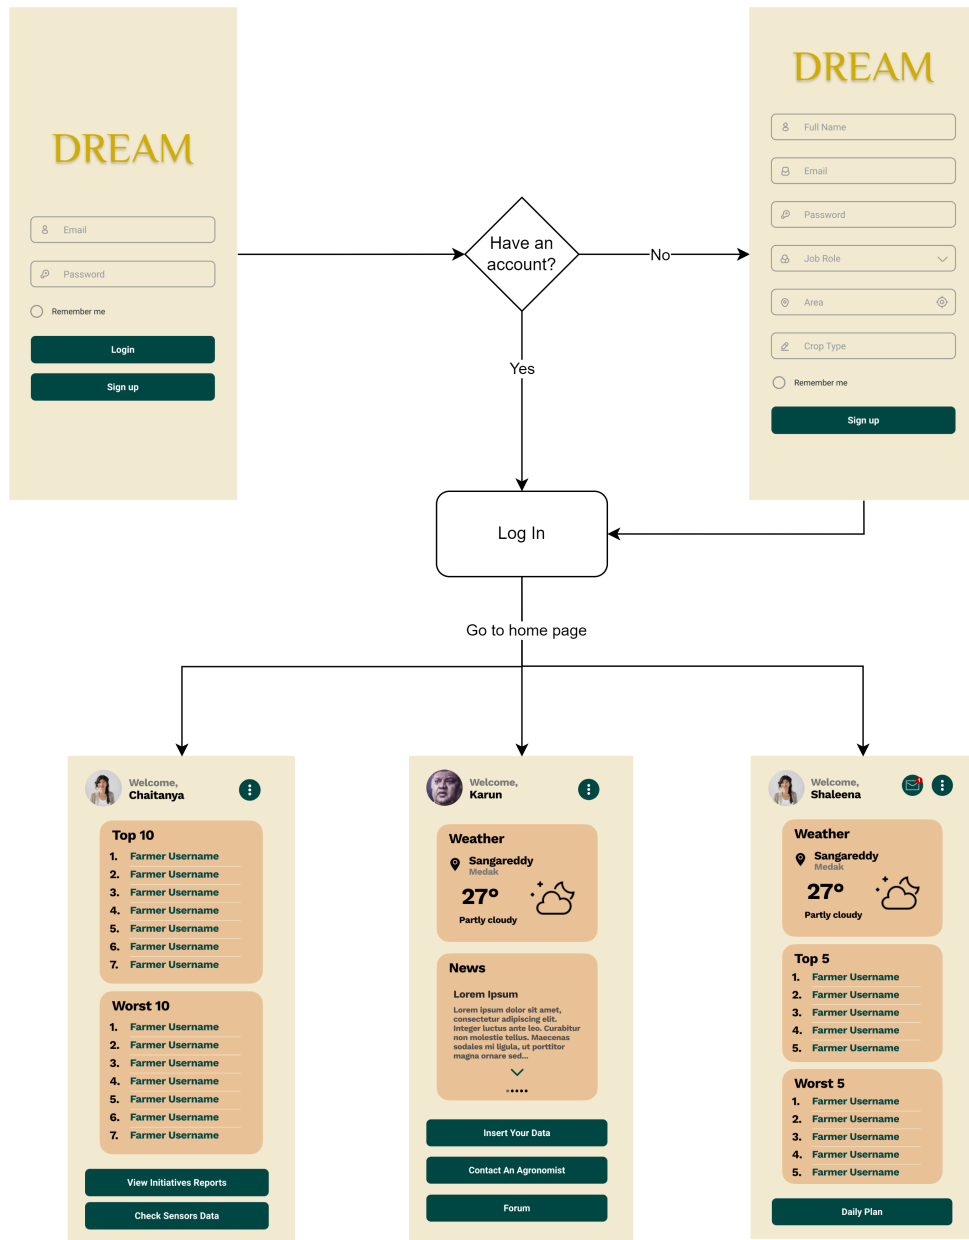 DREAM
Email
Password
Remember me
Login
Sign up
Have an
account?
No
Yes
DREAM
Full Name
Email
Password
Job Role
Area
Crop Type
Remember me
Sign up
Log In
Go to home page
Welcome,
Chaitanya
Top 10
1. Farmer Username
2. Farmer Username
3. Farmer Username
4. Farmer Username
5. Farmer Username
6. Farmer Username
7. Farmer Username
Worst 10
1. Farmer Username
2. Farmer Username
3. Farmer Username
4. Farmer Username
5. Farmer Username
6. Farmer Username
7. Farmer Username
View Initiatives Reports
Check Sensors Data
Welcome,
Karun
Weather
Sangareddy
Medak
27°
Partly cloudy
News
Lorem Ipsum
Lorem ipsum dolor sit amet,
consectetur adipiscing elit.
Integer luctus ante leo. Curabitur
non molestie tellus. Maecenas
sodales mi ligula, ut porttitor
magna ornare sed...
Insert Your Data
Contact An Agronomist
Forum
Welcome,
Shaleena
1
Weather
Sangareddy
Medak
27°
Partly cloudy
Top 5
1. Farmer Username
2. Farmer Username
3. Farmer Username
4. Farmer Username
5. Farmer Username
Worst 5
1. Farmer Username
2. Farmer Username
3. Farmer Username
4. Farmer Username
5. Farmer Username
Daily Plan